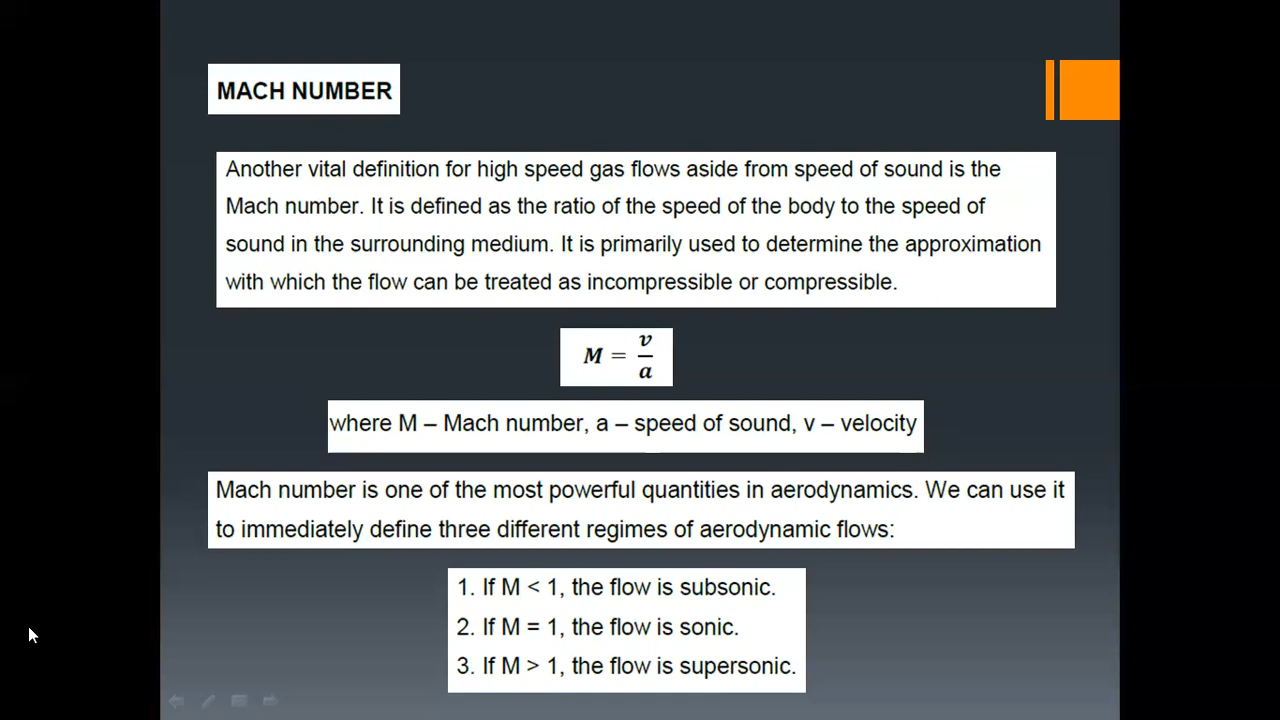 MACH NUMBER
Another vital definition for high speed gas flows aside from speed of sound is the
Mach number. It is defined as the ratio of the speed of the body to the speed of
sound in the surrounding medium. It is primarily used to determine the approximation
with which the flow can be treated as incompressible or compressible.
M = v/a
where M – Mach number, a – speed of sound, v – velocity
Mach number is one of the most powerful quantities in aerodynamics. We can use it
to immediately define three different regimes of aerodynamic flows:
1. If M < 1, the flow is subsonic.
2. If M = 1, the flow is sonic.
3. If M > 1, the flow is supersonic.